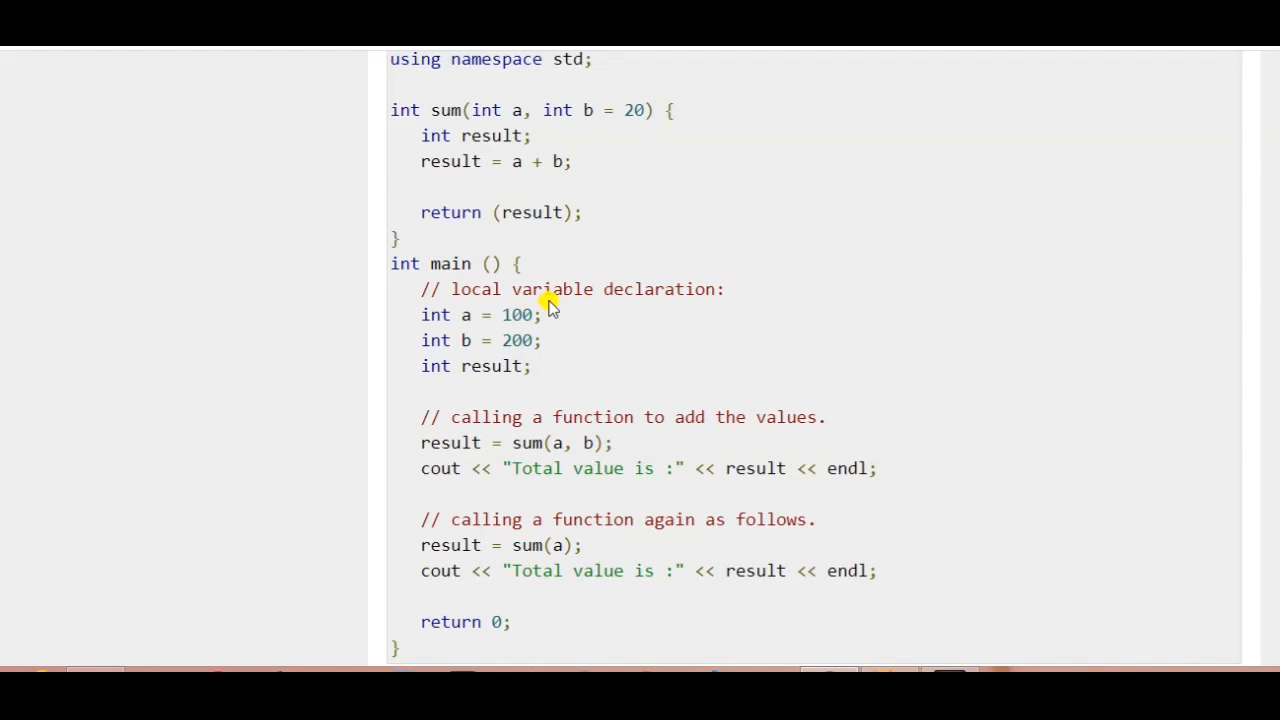 using namespace std;
int sum(int a, int b = 20) {
int result;
result = a + b;
return (result);
}
int main () {
// local variable declaration:
int a = 100;
int b = 200;
int result;
// calling a function to add the values.
result = sum(a, b);
cout << "Total value is :" << result << endl;
// calling a function again as follows.
result = sum(a);
cout << "Total value is :" << result << endl;
return 0;
}